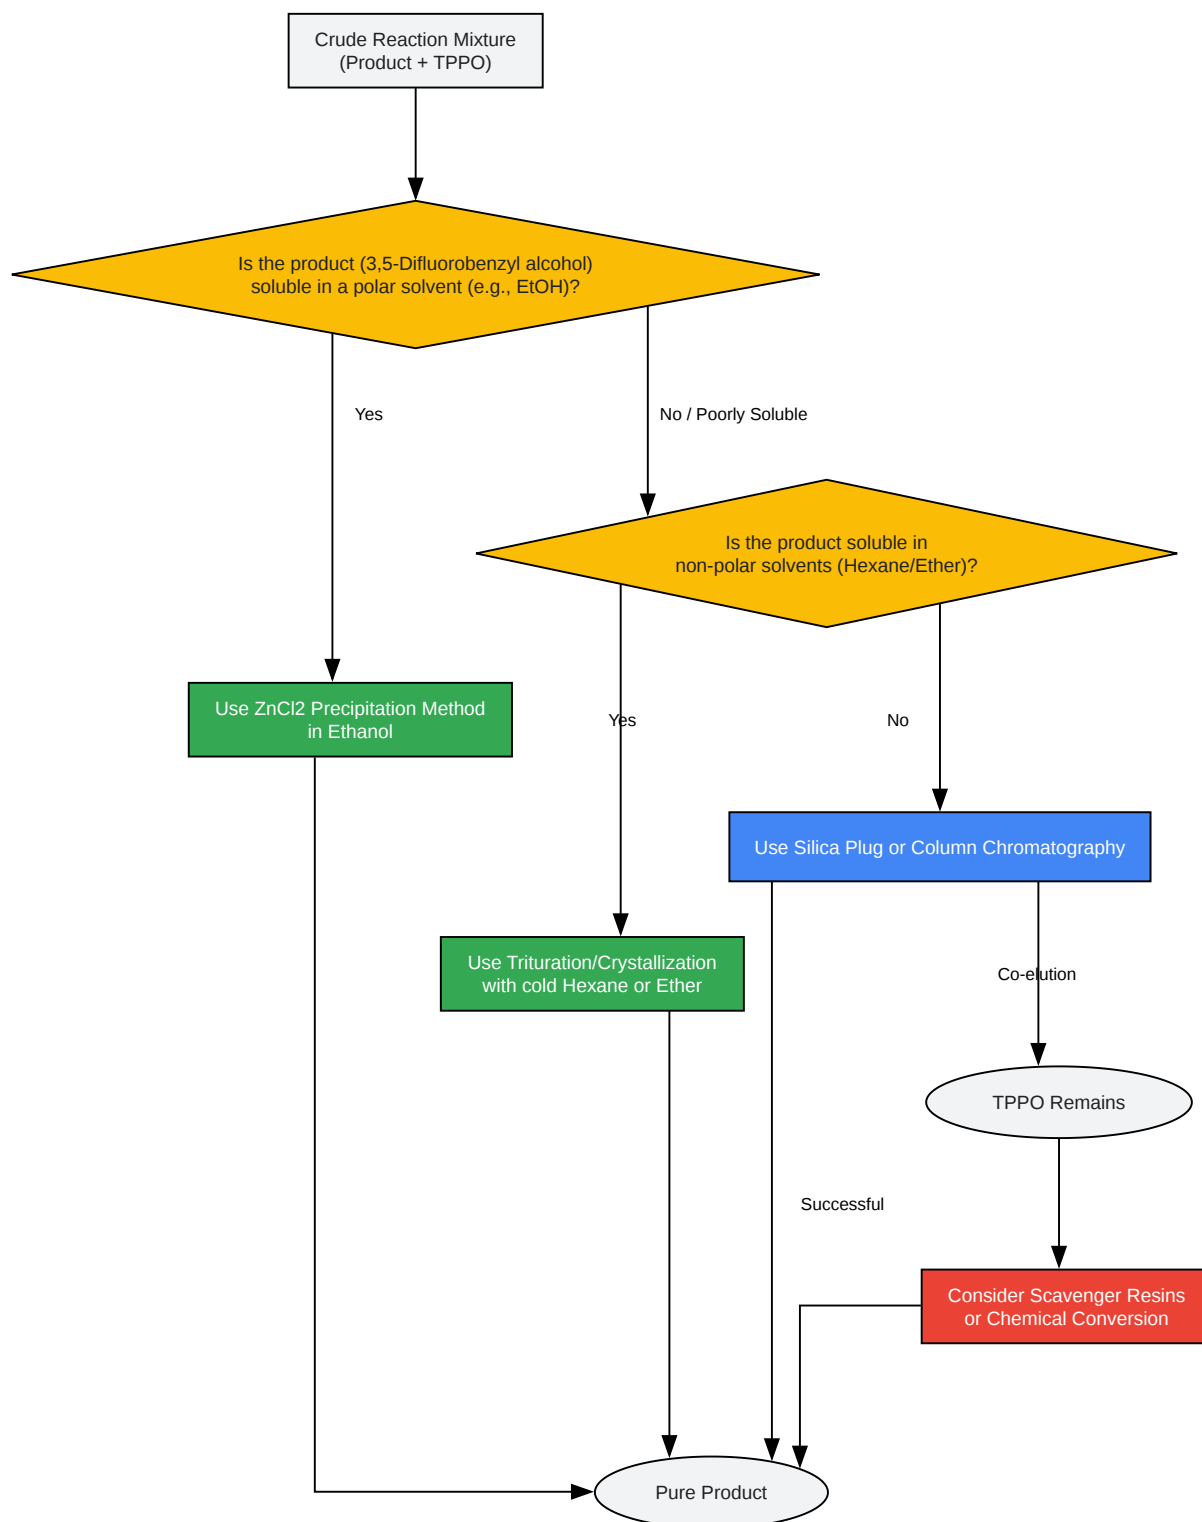 Crude Reaction Mixture
(Product + TPPO)
Is the product (3,5-Difluorobenzyl alcohol)
soluble in a polar solvent (e.g., EtOH)?
Yes
No / Poorly Soluble
Is the product soluble in
non-polar solvents (Hexane/Ether)?
Use ZnCl2 Precipitation Method
in Ethanol
Yes
No
Use Silica Plug or Column Chromatography
Use Trituration/Crystallization
with cold Hexane or Ether
Co-elution
TPPO Remains
Successful
Consider Scavenger Resins
or Chemical Conversion
Pure Product